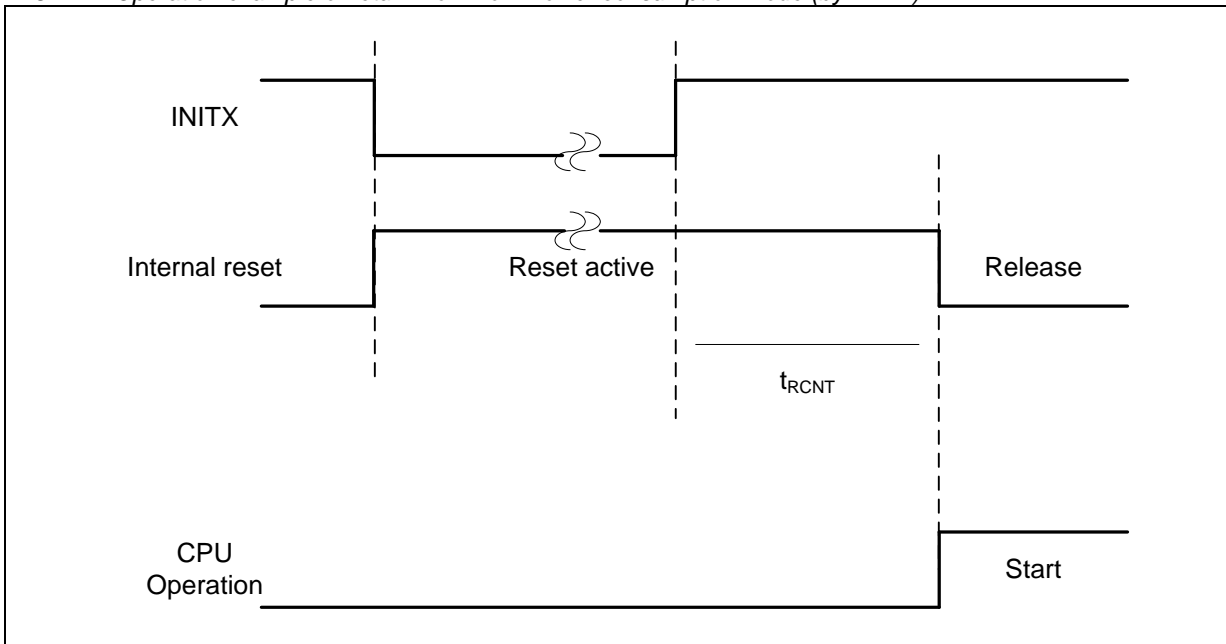 INITX
Internal reset
Reset active
Release
tRCNT
CPU
Operation
Start